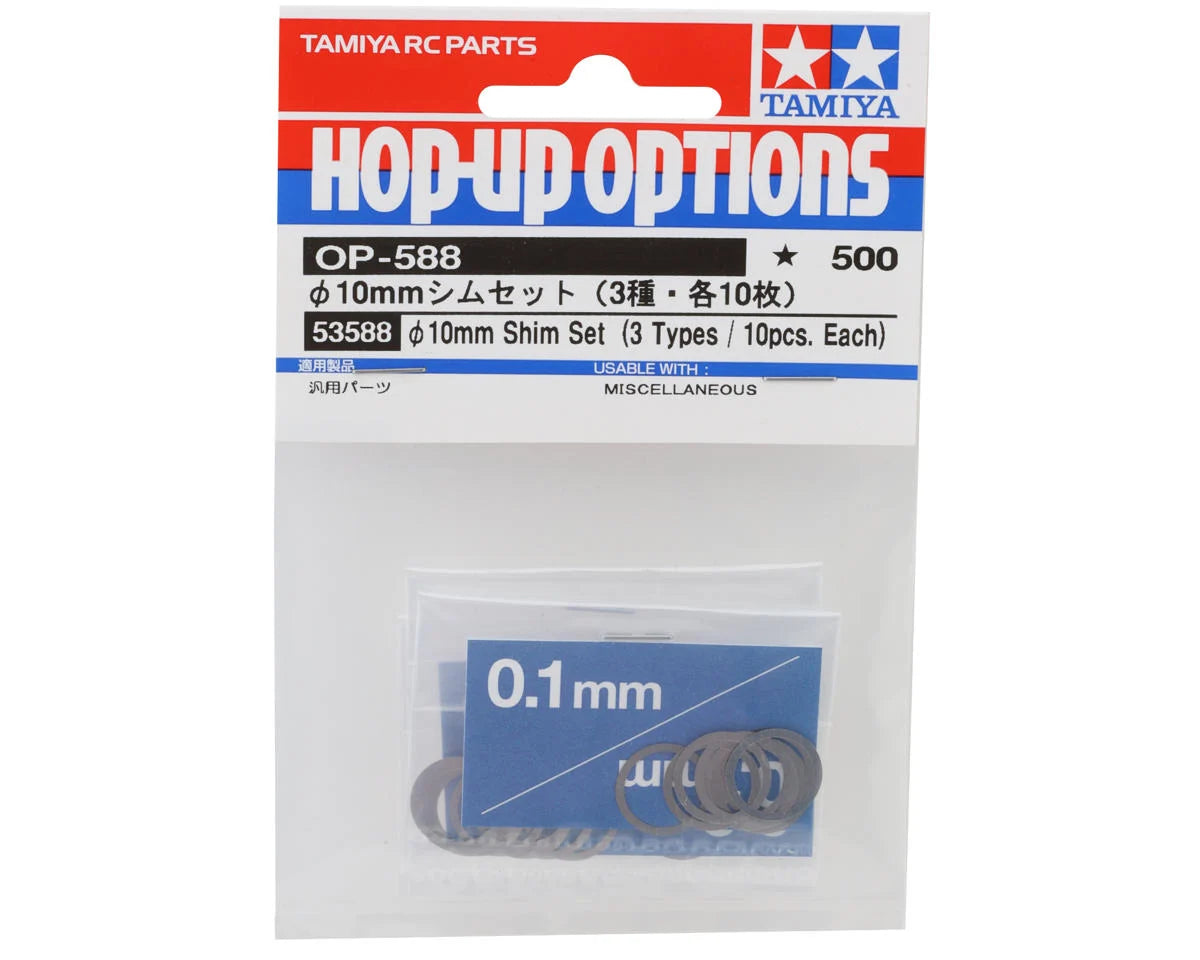 TAMIYA RC PARTS
TAMIYA
HOP-UP OPTIONS
OP-588 ★ 500
φ10mmシムセット（3種・各10枚）
53588 φ10mm Shim Set (3 Types / 10pcs. Each)
適用製品 USABLE WITH :
汎用パーツ MISCELLANEOUS
0.1mm